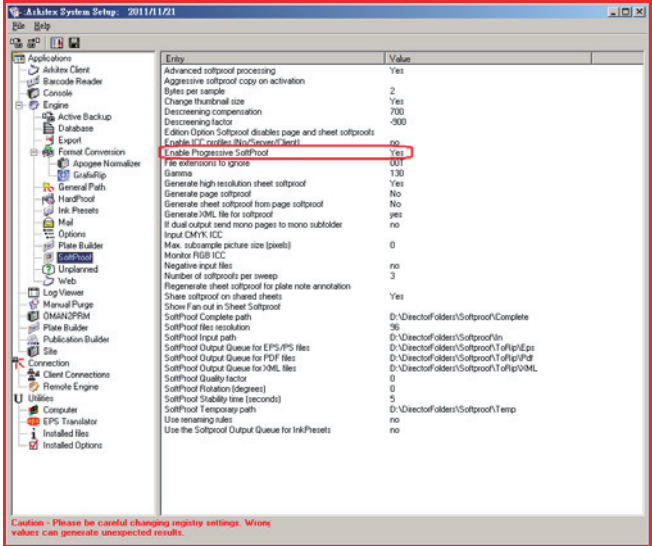 Arkitex System Setup: 2011/11/21
File Help
Applications
Arkitex Client
Barcode Reader
Console
Engine
Active Backup
Database
Export
Format Conversion
Apogee Normalizer
GrafixRip
General Path
HardProof
Ink Presets
Mail
Options
Plate Builder
SoftProof
Unplanned
Web
Log Viewer
Manual Purge
OMAN2PRM
Plate Builder
Publication Builder
Site
Connection
Client Connections
Remote Engine
Utilities
Computer
EPS Translator
Installed files
Installed Options
Entry Value
Advanced softproof processing Yes
Aggressive softproof copy on activation
Bytes per sample 2
Change thumbnail size Yes
Descreening compensation 700
Descreening factor -900
Edition Option Softproof disables page and sheet softproofs
Enable ICC profiles (No/Server/Client) no
Enable Progressive SoftProof Yes
File extensions to ignore 001
Gamma 130
Generate high resolution sheet softproof Yes
Generate page softproof No
Generate sheet softproof from page softproof No
Generate XML file for softproof yes
If dual output send mono pages to mono subfolder no
Input CMYK ICC
Max. subsample picture size (pixels) 0
Monitor RGB ICC
Negative input files no
Number of softproofs per sweep 3
Regenerate sheet softproof for plate note annotation
Share softproof on shared sheets Yes
Show Fan out in Sheet Softproof
SoftProof Complete path D:\DirectorFolders\Softproof\Complete
SoftProof files resolution 96
SoftProof Input path D:\DirectorFolders\Softproof\In
SoftProof Output Queue for EPS/PS files D:\DirectorFolders\Softproof\ToRip\Eps
SoftProof Output Queue for PDF files D:\DirectorFolders\Softproof\ToRip\Pdf
SoftProof Output Queue for XML files D:\DirectorFolders\Softproof\ToRip\XML
SoftProof Quality factor 0
SoftProof Rotation (degrees) 0
SoftProof Stability time (seconds) 5
SoftProof Temporary path D:\DirectorFolders\Softproof\Temp
Use renaming rules no
Use the Softproof Output Queue for InkPresets no
Caution - Please be careful changing registry settings. Wrong
values can generate unexpected results.